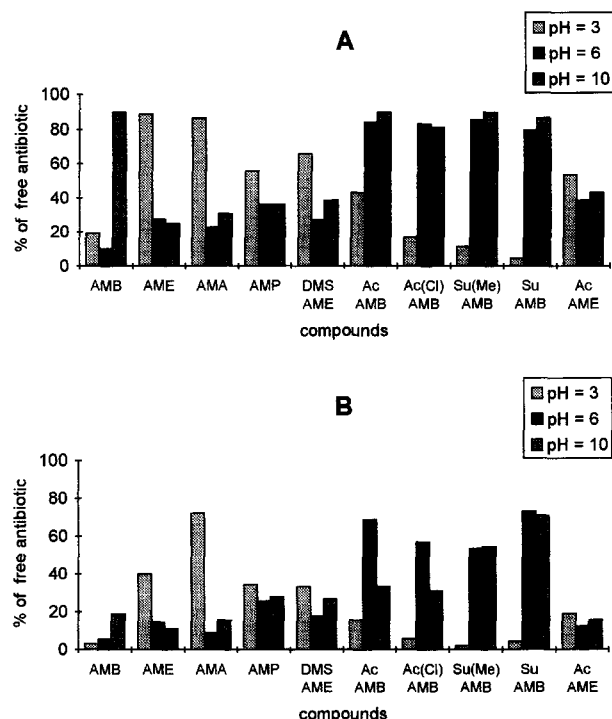 A
pH = 3
pH = 6
pH = 10
% of free antibiotic
100
80
60
40
20
0
AMB AME AMA AMP DMS AME Ac AMB Ac(Cl) AMB Su(Me) AMB Su AMB Ac AME
compounds
B
pH = 3
pH = 6
pH = 10
% of free antibiotic
100
80
60
40
20
0
AMB AME AMA AMP DMS AME Ac AMB Ac(Cl) AMB Su(Me) AMB Su AMB Ac AME
compounds